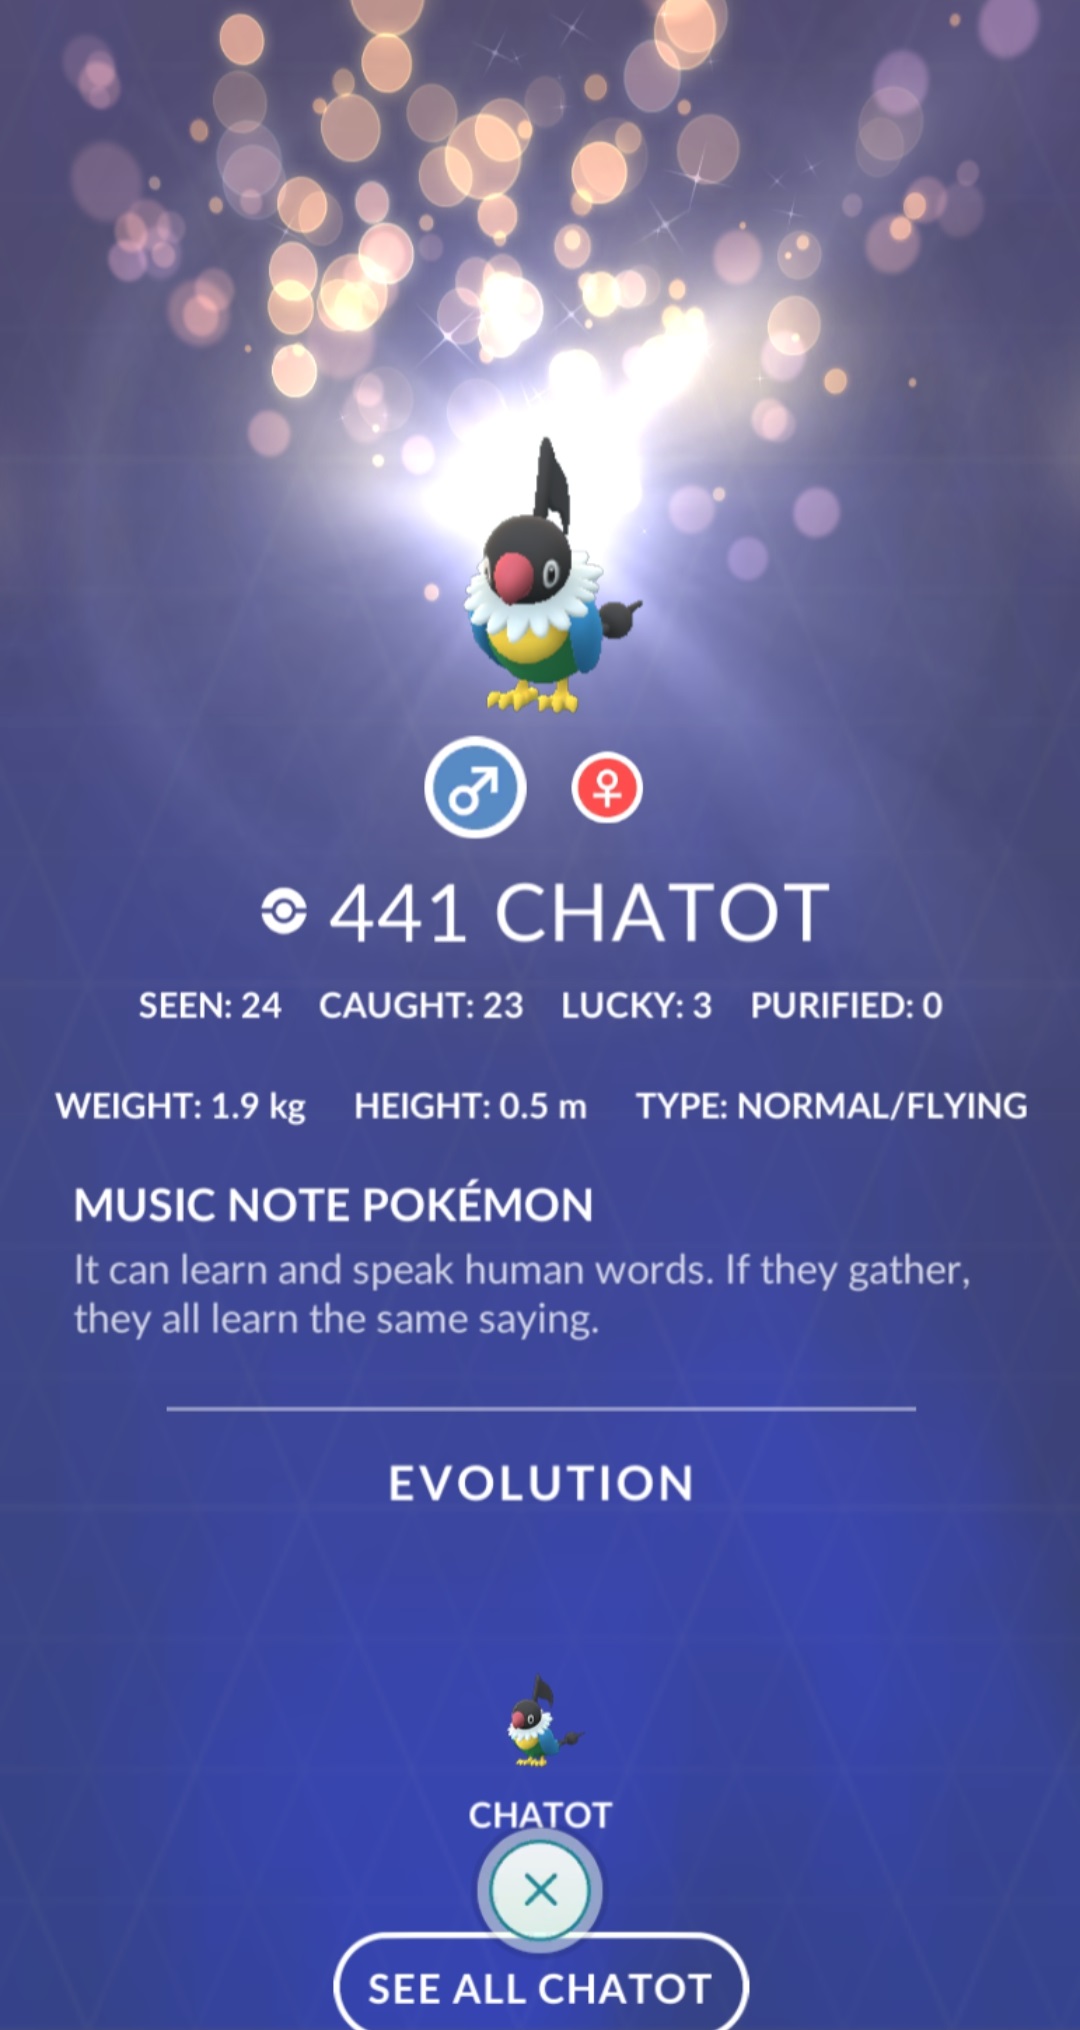 441 CHATOT
SEEN: 24 CAUGHT: 23 LUCKY: 3 PURIFIED: 0
WEIGHT: 1.9 kg HEIGHT: 0.5 m TYPE: NORMAL/FLYING
MUSIC NOTE POKÉMON
It can learn and speak human words. If they gather,
they all learn the same saying.
EVOLUTION
CHATOT
SEE ALL CHATOT